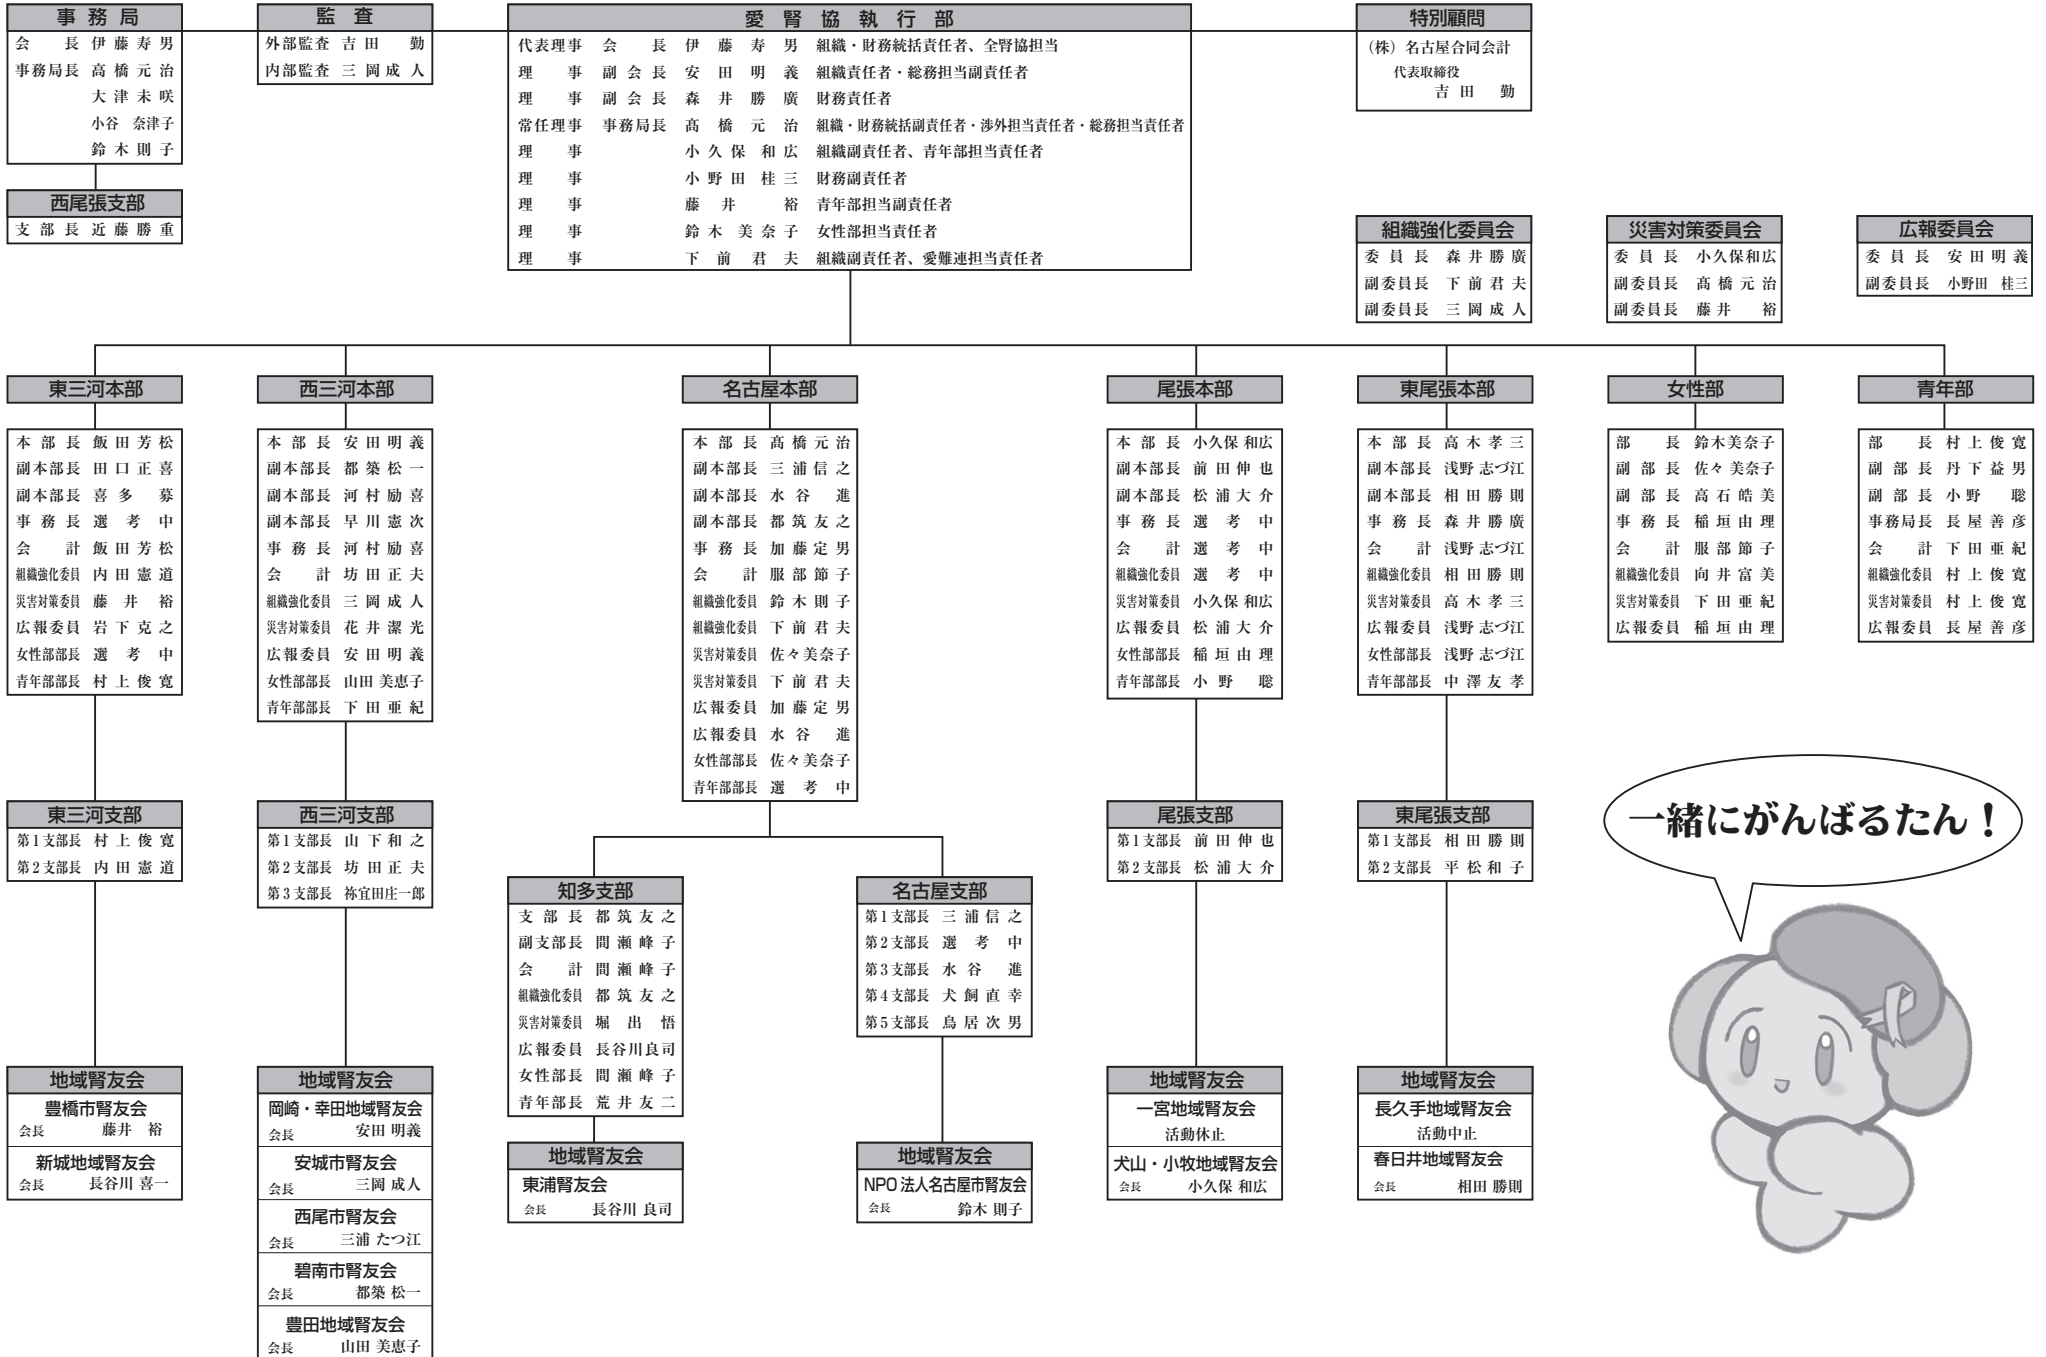 事務局
会長 伊藤寿男
事務局長 高橋元治
大津未咲
小谷 奈津子
鈴木則子
西尾張支部
支部長 近藤勝重
監査
外部監査 吉田 勤
内部監査 三岡成人
愛腎協執行部
代表理事 会長 伊藤寿男 組織・財務統括責任者、全腎協担当
理事 副会長 安田明義 組織責任者・総務担当副責任者
理事 副会長 森井勝廣 財務責任者
常任理事 事務局長 髙橋元治 組織・財務統括副責任者・渉外担当責任者・総務担当責任者
理事 小久保和広 組織副責任者、青年部担当責任者
理事 小野田桂三 財務副責任者
理事 藤井裕 青年部担当副責任者
理事 鈴木美奈子 女性部担当責任者
理事 下前君夫 組織副責任者、愛難連担当責任者
特別顧問
（株）名古屋合同会計
代表取締役
吉田 勤
組織強化委員会
委員長 森井勝廣
副委員長 下前君夫
副委員長 三岡成人
災害対策委員会
委員長 小久保和広
副委員長 髙橋元治
副委員長 藤井 裕
広報委員会
委員長 安田明義
副委員長 小野田 桂三
東三河本部
本部長 飯田芳松
副本部長 田口正喜
副本部長 喜多 募
事務長 選考中
会計 飯田芳松
組織強化委員 内田憲道
災害対策委員 藤井 裕
広報委員 岩下克之
女性部部長 選考中
青年部部長 村上俊寛
東三河支部
第1支部長 村上俊寛
第2支部長 内田憲道
地域腎友会
豊橋市腎友会
会長 藤井 裕
新城地域腎友会
会長 長谷川 喜一
西三河本部
本部長 安田明義
副本部長 都築松一
副本部長 河村励喜
副本部長 早川憲次
事務長 河村励喜
会計 坊田正夫
組織強化委員 三岡成人
災害対策委員 花井潔光
広報委員 安田明義
女性部部長 山田 美恵子
青年部部長 下田亜紀
西三河支部
第1支部長 山下和之
第2支部長 坊田正夫
第3支部長 祢宜田庄一郎
地域腎友会
岡崎・幸田地域腎友会
会長 安田 明義
安城市腎友会
会長 三岡 成人
西尾市腎友会
会長 三浦 たつ江
碧南市腎友会
会長 都築 松一
豊田地域腎友会
会長 山田 美恵子
名古屋本部
本部長 髙橋元治
副本部長 三浦信之
副本部長 水谷 進
副本部長 都筑友之
事務長 加藤定男
会計 服部節子
組織強化委員 鈴木則子
組織強化委員 下前君夫
災害対策委員 佐々美奈子
災害対策委員 下前君夫
広報委員 加藤定男
広報委員 水谷 進
女性部部長 佐々美奈子
青年部部長 選考中
知多支部
支部長 都筑友之
副支部長 間瀬峰子
会計 間瀬峰子
組織強化委員 都筑友之
災害対策委員 堀出 悟
広報委員 長谷川良司
女性部長 間瀬峰子
青年部長 荒井友二
地域腎友会
東浦腎友会
会長 長谷川 良司
名古屋支部
第1支部長 三浦信之
第2支部長 選考中
第3支部長 水谷 進
第4支部長 犬飼直幸
第5支部長 鳥居次男
地域腎友会
NPO法人名古屋市腎友会
会長 鈴木 則子
尾張本部
本部長 小久保 和広
副本部長 前田伸也
副本部長 松浦大介
事務長 選考中
会計 選考中
組織強化委員 選考中
災害対策委員 小久保 和広
広報委員 松浦大介
女性部部長 稲垣由理
青年部部長 小野 聡
尾張支部
第1支部長 前田伸也
第2支部長 松浦大介
地域腎友会
一宮地域腎友会
活動休止
犬山・小牧地域腎友会
会長 小久保 和広
東尾張本部
本部長 高木孝三
副本部長 浅野 志づ江
副本部長 相田勝則
事務長 森井勝廣
会計 浅野 志づ江
組織強化委員 相田勝則
災害対策委員 高木孝三
広報委員 浅野 志づ江
女性部部長 浅野 志づ江
青年部部長 中澤友孝
東尾張支部
第1支部長 相田勝則
第2支部長 平松和子
地域腎友会
長久手地域腎友会
活動中止
春日井地域腎友会
会長 相田 勝則
女性部
部長 鈴木美奈子
副部長 佐々 美奈子
副部長 高石皓美
事務長 稲垣由理
会計 服部節子
組織強化委員 向井富美
災害対策委員 下田亜紀
広報委員 稲垣由理
青年部
部長 村上俊寛
副部長 丹下益男
副部長 小野 聡
事務局長 長屋善彦
会計 下田亜紀
組織強化委員 村上俊寛
災害対策委員 村上俊寛
広報委員 長屋善彦
一緒にがんばるたん！